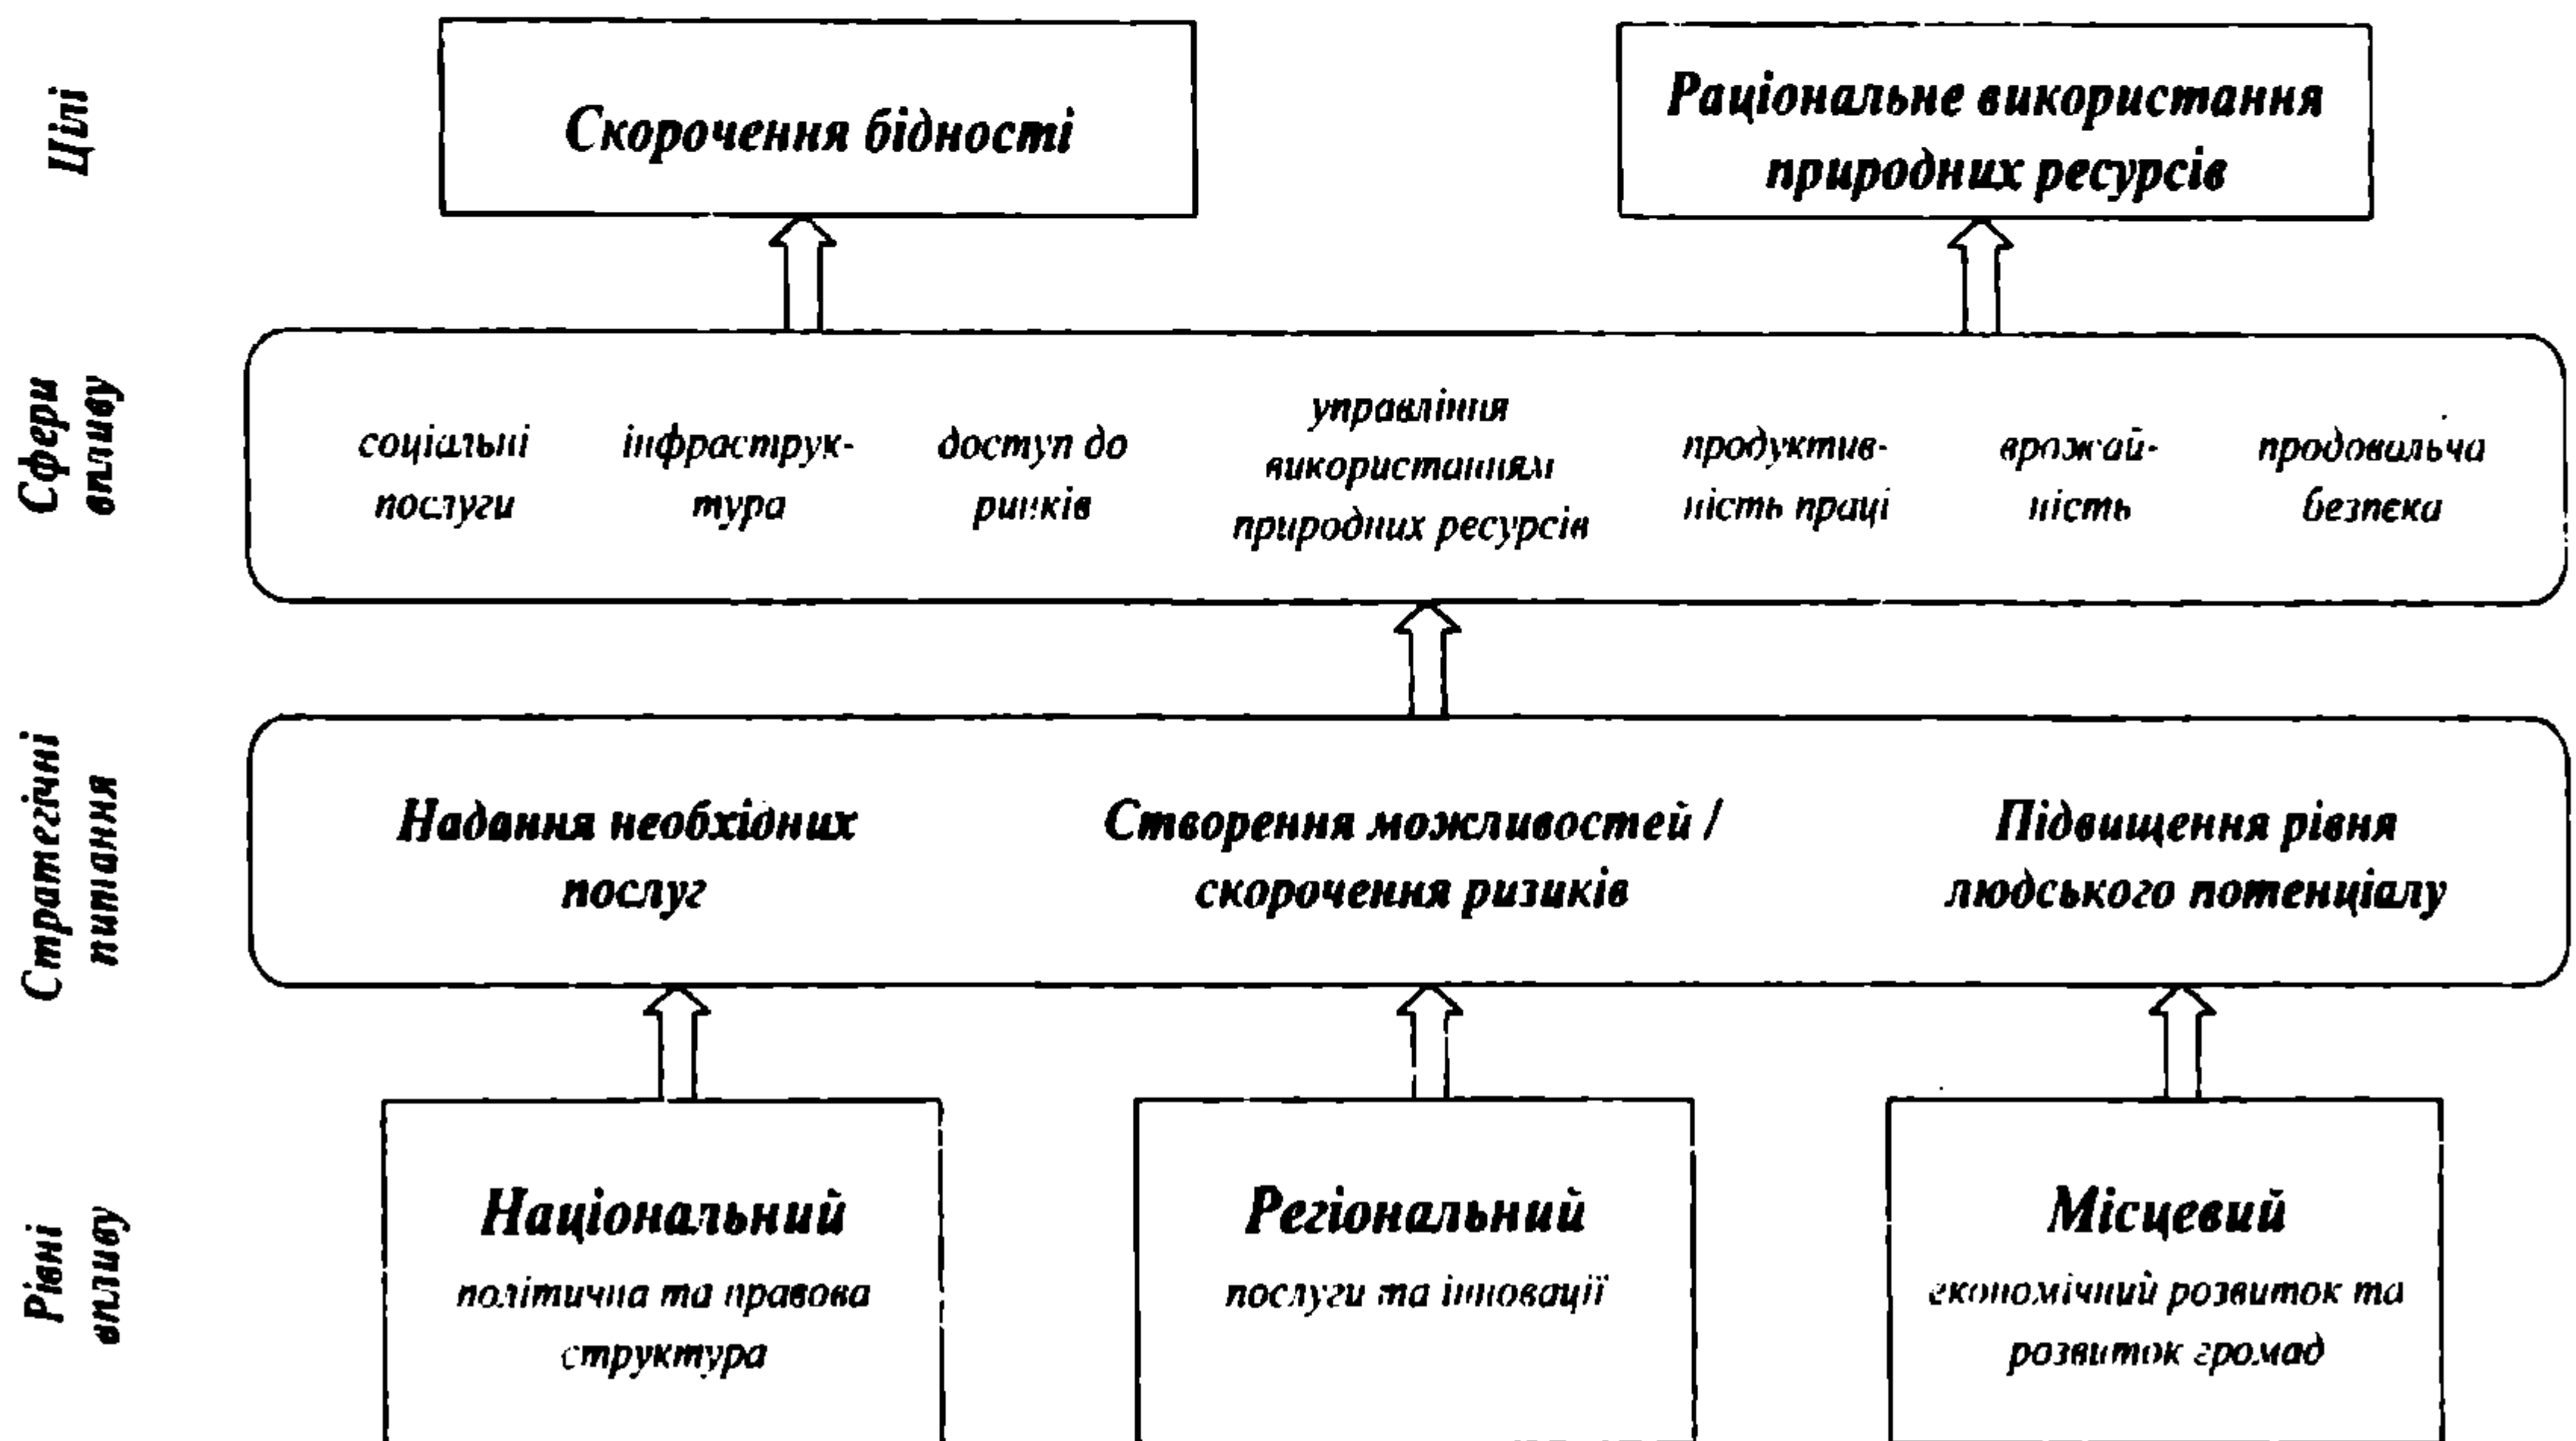 Цілі
Скорочення бідності
Раціональне використання
природних ресурсів
Сфери
впливу
соціальні
послуги
інфраструк-
тура
доступ до
ринків
управління
використанням
природних ресурсів
продуктив-
ність праці
врожай-
ність
продовольча
безпека
Стратегічні
питання
Надання необхідних
послуг
Створення можливостей /
скорочення ризиків
Підвищення рівня
людського потенціалу
Рівні
впливу
Національний
політична та правова
структура
Регіональний
послуги та інновації
Місцевий
економічний розвиток та
розвиток громад